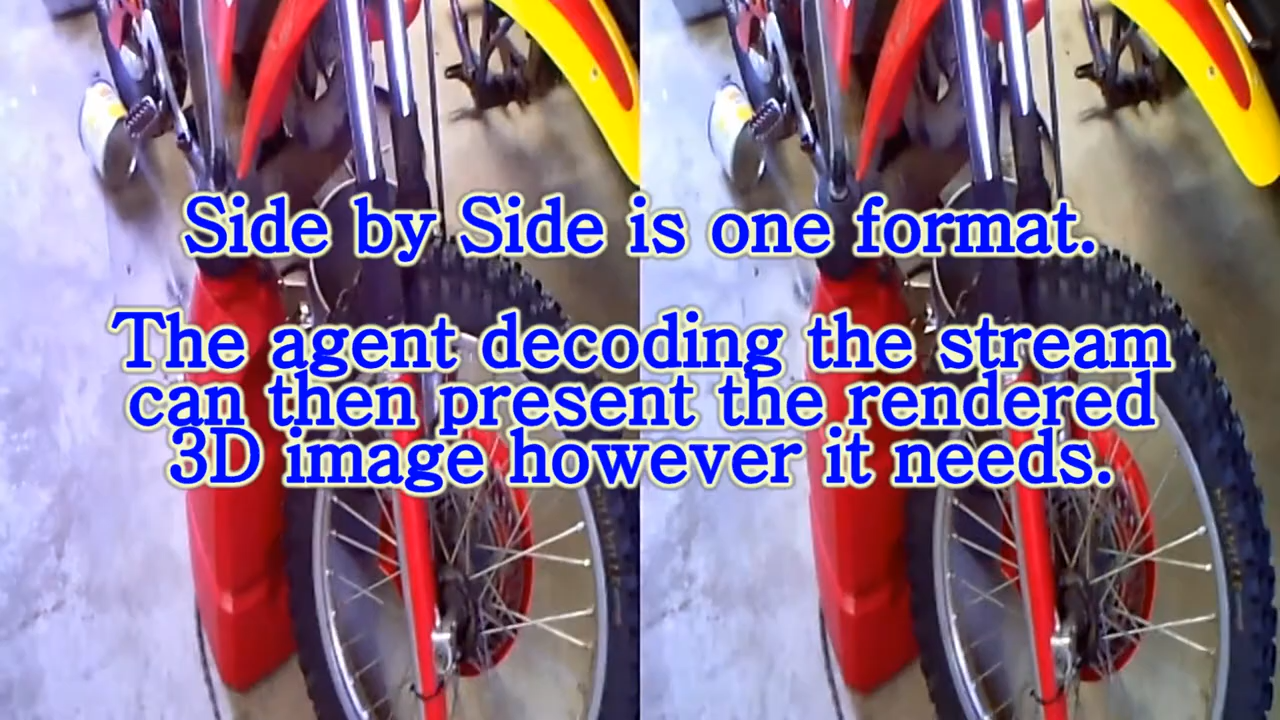 Side by Side is one format.
The agent decoding the stream
can then present the rendered
3D image however it needs.